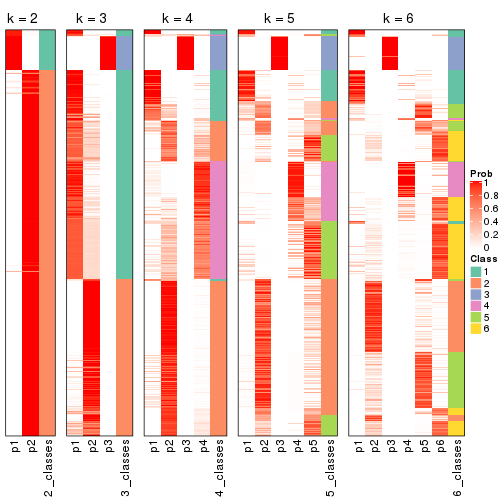 k = 2
k = 3
k = 4
k = 5
k = 6
p1
p2
2_classes
p1
p2
p3
3_classes
p1
p2
p3
p4
4_classes
p1
p2
p3
p4
p5
5_classes
p1
p2
p3
p4
p5
p6
6_classes
Prob
1
0.8
0.6
0.4
0.2
0
Class
1
2
3
4
5
6